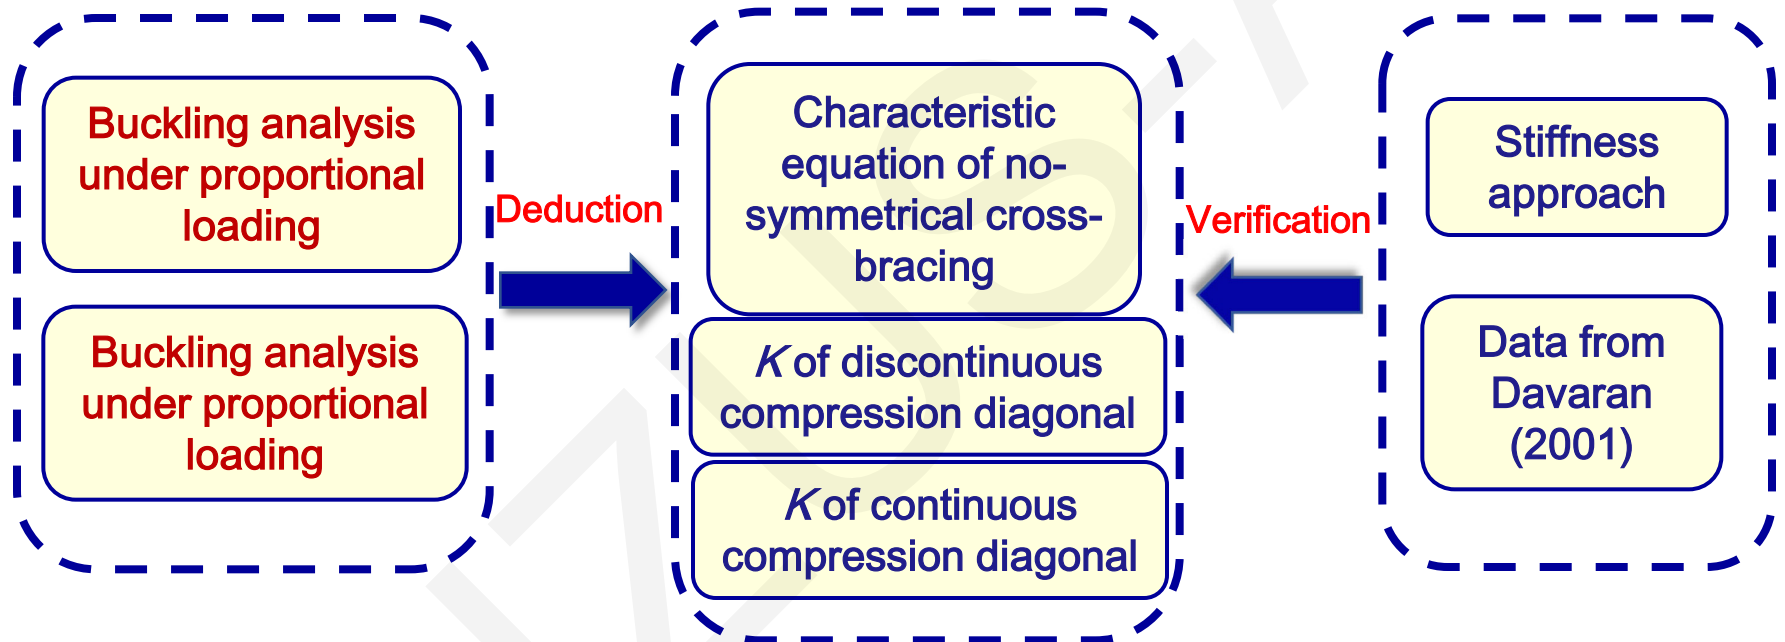 Buckling analysis
under proportional
loading
Buckling analysis
under proportional
loading
Deduction
Characteristic
equation of no-
symmetrical cross-
bracing
K of discontinuous
compression diagonal
K of continuous
compression diagonal
Verification
Stiffness
approach
Data from
Davaran
(2001)